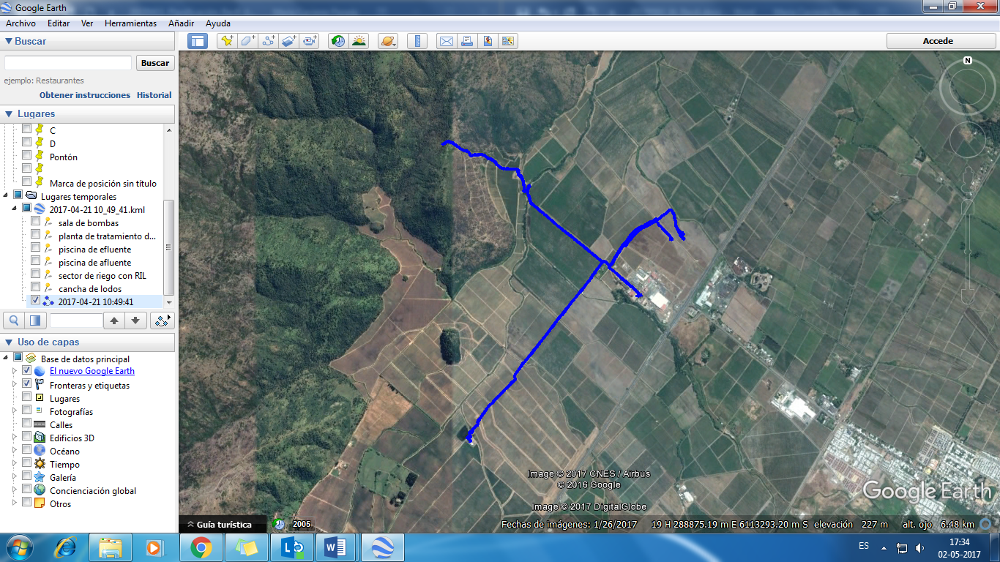 Google Earth
Archivo Editar Ver Herramientas Añadir Ayuda
Buscar
Accede
Buscar
ejemplo: Restaurantes
Obtener instrucciones Historial
Lugares
C
D
Pontón
Marca de posición sin título
Lugares temporales
2017-04-21 10_49_41.kml
sala de bombas
planta de tratamiento d...
piscina de efluente
piscina de afluente
sector de riego con RIL
cancha de lodos
2017-04-21 10:49:41
Uso de capas
Base de datos principal
El nuevo Google Earth
Fronteras y etiquetas
Lugares
Fotografías
Calles
Edificios 3D
Océano
Tiempo
Galería
Concienciación global
Otros
N
Image © 2017 CNES / Airbus
© 2016 Google
Image © 2017 DigitalGlobe
Google Earth
Guía turística 2005 Fechas de imágenes: 1/26/2017 19 H 288875.19 m E 6113293.20 m S elevación 227 m alt. ojo 6.48 km
ES 17:34
02-05-2017